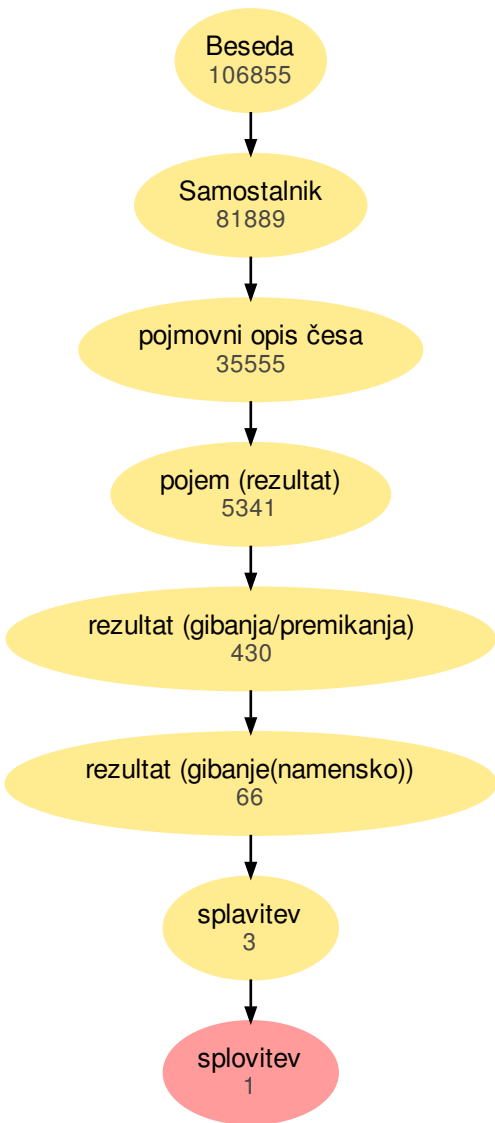 Beseda
106855
Samostalnik
81889
pojmovni opis česa
35555
pojem (rezultat)
5341
rezultat (gibanja/premikanja)
430
rezultat (gibanje(namensko))
66
splavitev
3
splovitev
1